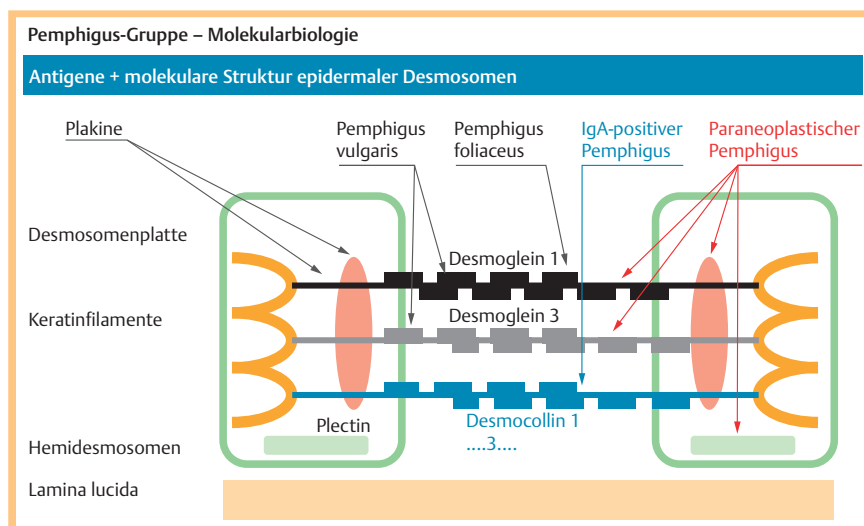 Pemphigus-Gruppe – Molekularbiologie
Antigene + molekulare Struktur epidermaler Desmosomen
Plakine
Pemphigus
vulgaris
Pemphigus
foliaceus
IgA-positiver
Pemphigus
Paraneoplastischer
Pemphigus
Desmosomenplatte
Desmoglein 1
Keratinfilamente
Desmoglein 3
Plectin
Desmocollin 1
....3....
Hemidesmosomen
Lamina lucida